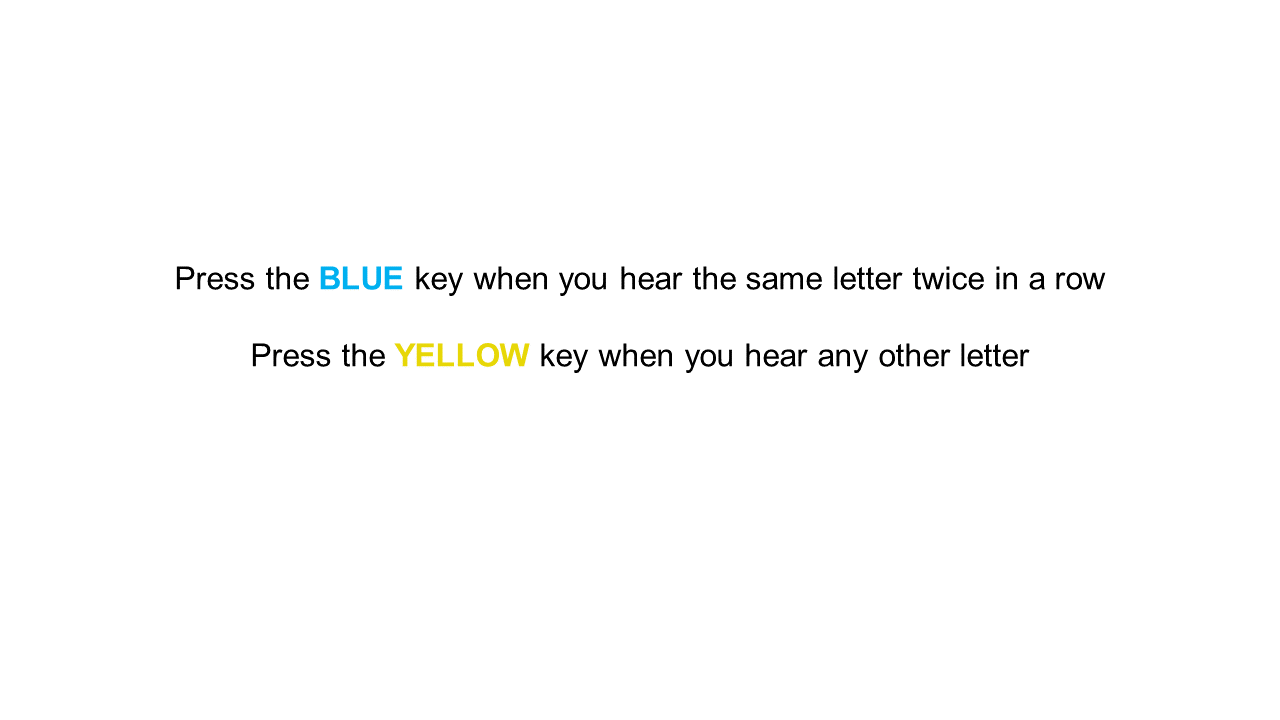 Press the BLUE key when you hear the same letter twice in a row
Press the YELLOW key when you hear any other letter